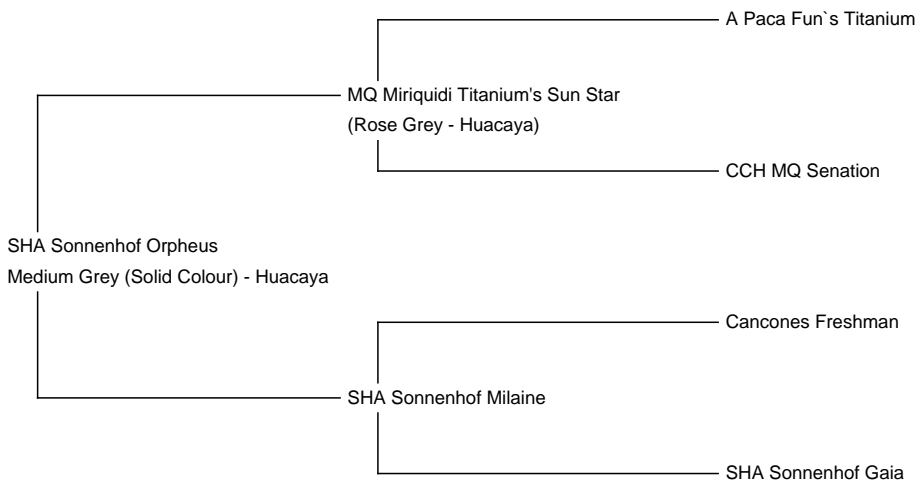 A Paca Fun`s Titanium
MQ Miriquidi Titanium's Sun Star
(Rose Grey - Huacaya)
CCH MQ Senation
SHA Sonnenhof Orpheus
Medium Grey (Solid Colour) - Huacaya
Cancones Freshman
SHA Sonnenhof Milaine
SHA Sonnenhof Gaia